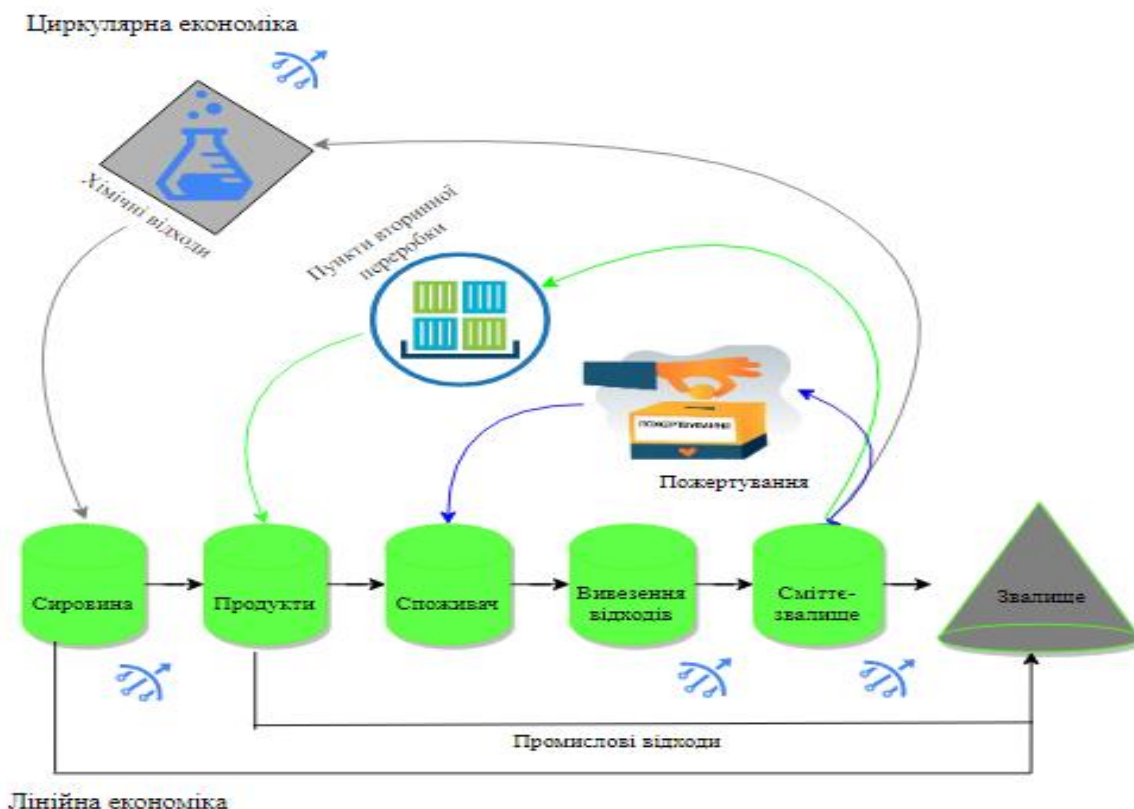 Циркулярна економіка
Хімічні відходи
Пункти вторинної
переробки
ПОЖЕРТВУВАННЯ
Пожертування
Сировина
Продукти
Споживач
Вивезення
відходів
Сміттє-
звалище
Звалище
Промислові відходи
Лінійна економіка